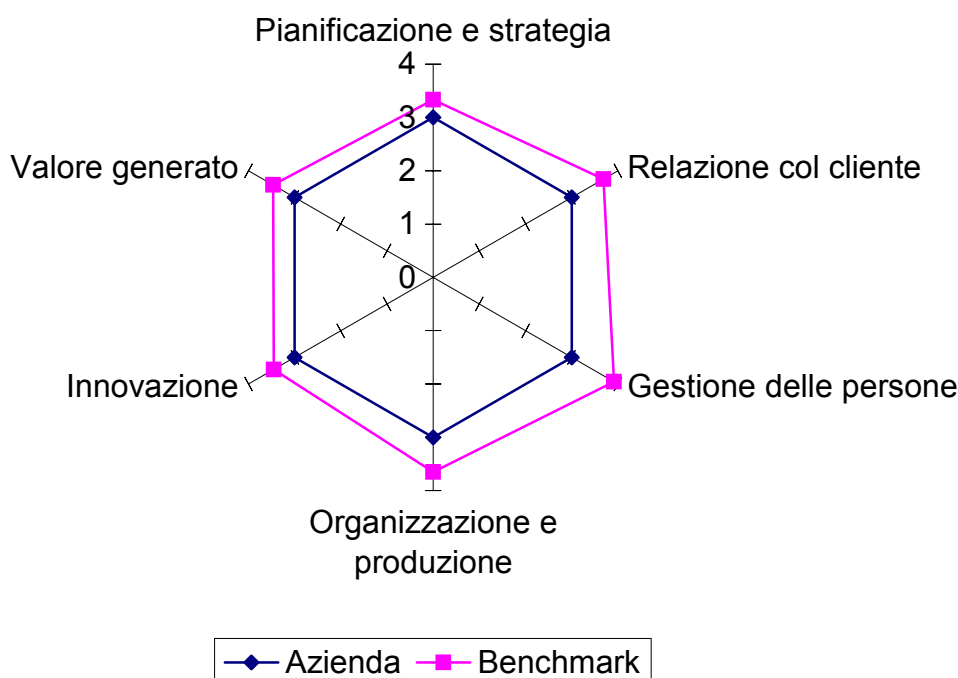 Pianificazione e strategia
4
3
2
1
0
Valore generato
Relazione col cliente
Innovazione
Gestione delle persone
Organizzazione e
produzione
Azienda
Benchmark